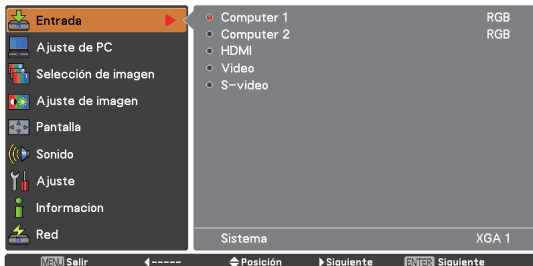 Entrada
Ajuste de PC
Selección de imagen
Ajuste de imagen
Pantalla
Sonido
Ajuste
Informacion
Red
Computer 1 RGB
Computer 2 RGB
HDMI
Video
S-video
Sistema XGA 1
MENU Salir ----- Posición Siguiente ENTER Siguiente